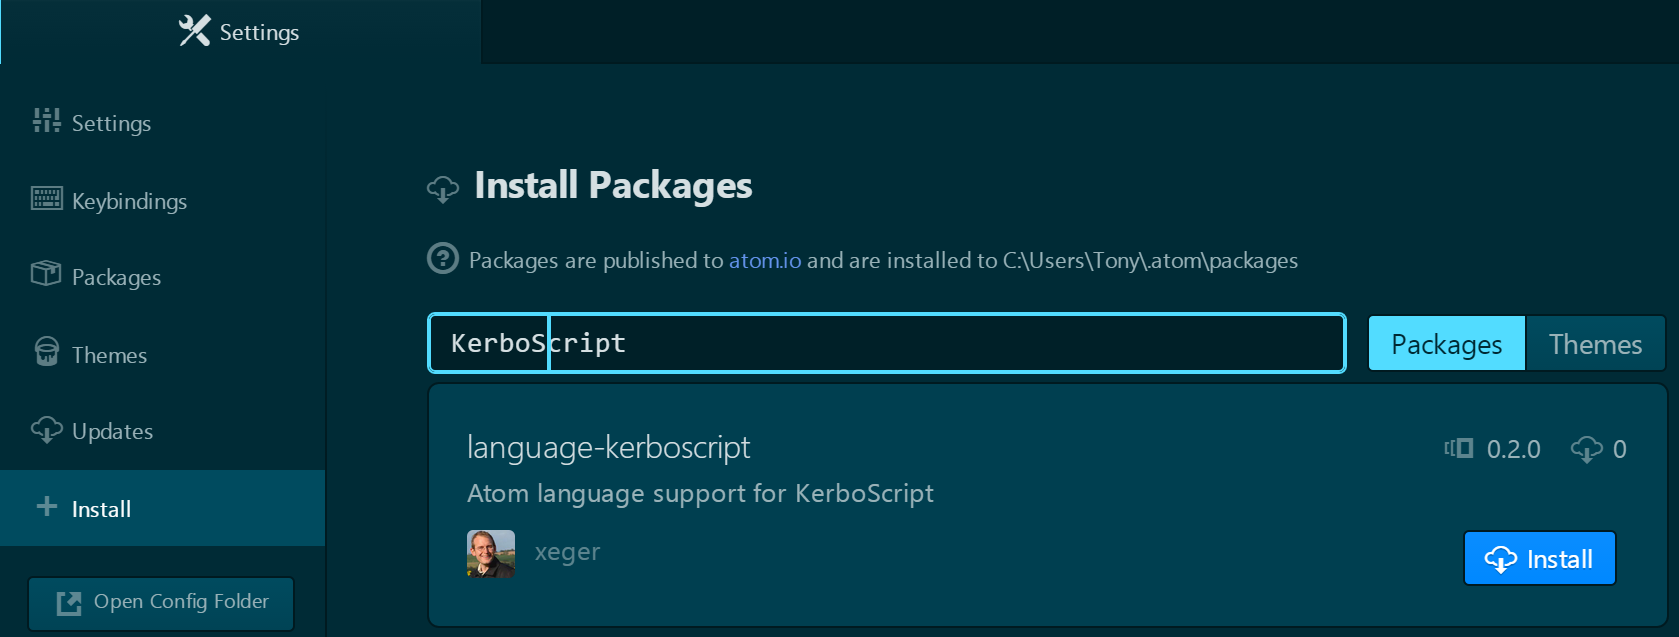 Settings
Settings
Keybindings
Packages
Themes
Updates
Install
Open Config Folder
Install Packages
Packages are published to atom.io and are installed to C:\Users\Tony\.atom\packages
KerboScript
Packages Themes
language-kerboscript 0.2.0 0
Atom language support for KerboScript
xeger
Install